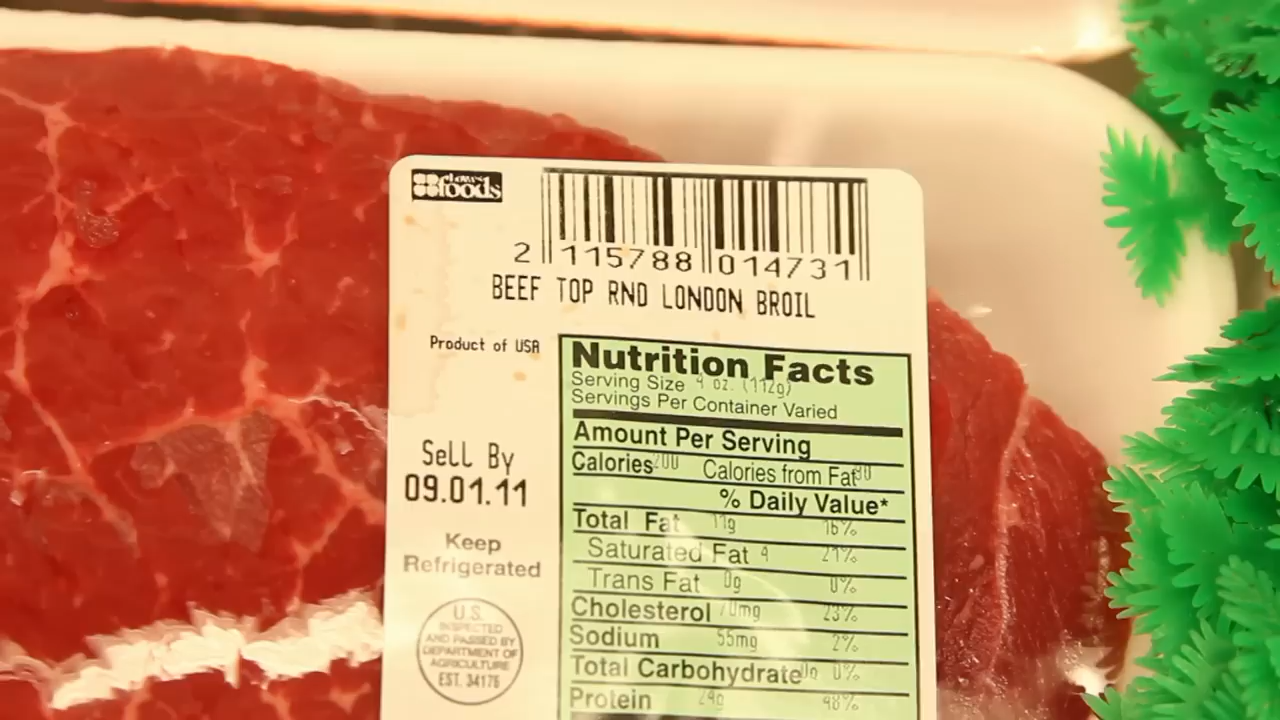 Lowes
foods
2 115788 014731
BEEF TOP RND LONDON BROIL
Product of USA
Sell By
09.01.11
Keep
Refrigerated
U.S.
INSPECTED
AND PASSED BY
DEPARTMENT OF
AGRICULTURE
EST. 34176
Nutrition Facts
Serving Size 4 oz. (112g)
Servings Per Container Varied
Amount Per Serving
Calories 200 Calories from Fat
% Daily Value*
Total Fat 11g 16%
Saturated Fat 4 21%
Trans Fat 0g 0%
Cholesterol 70mg 23%
Sodium 55mg 2%
Total Carbohydrate 0g 0%
Protein 24g 48%